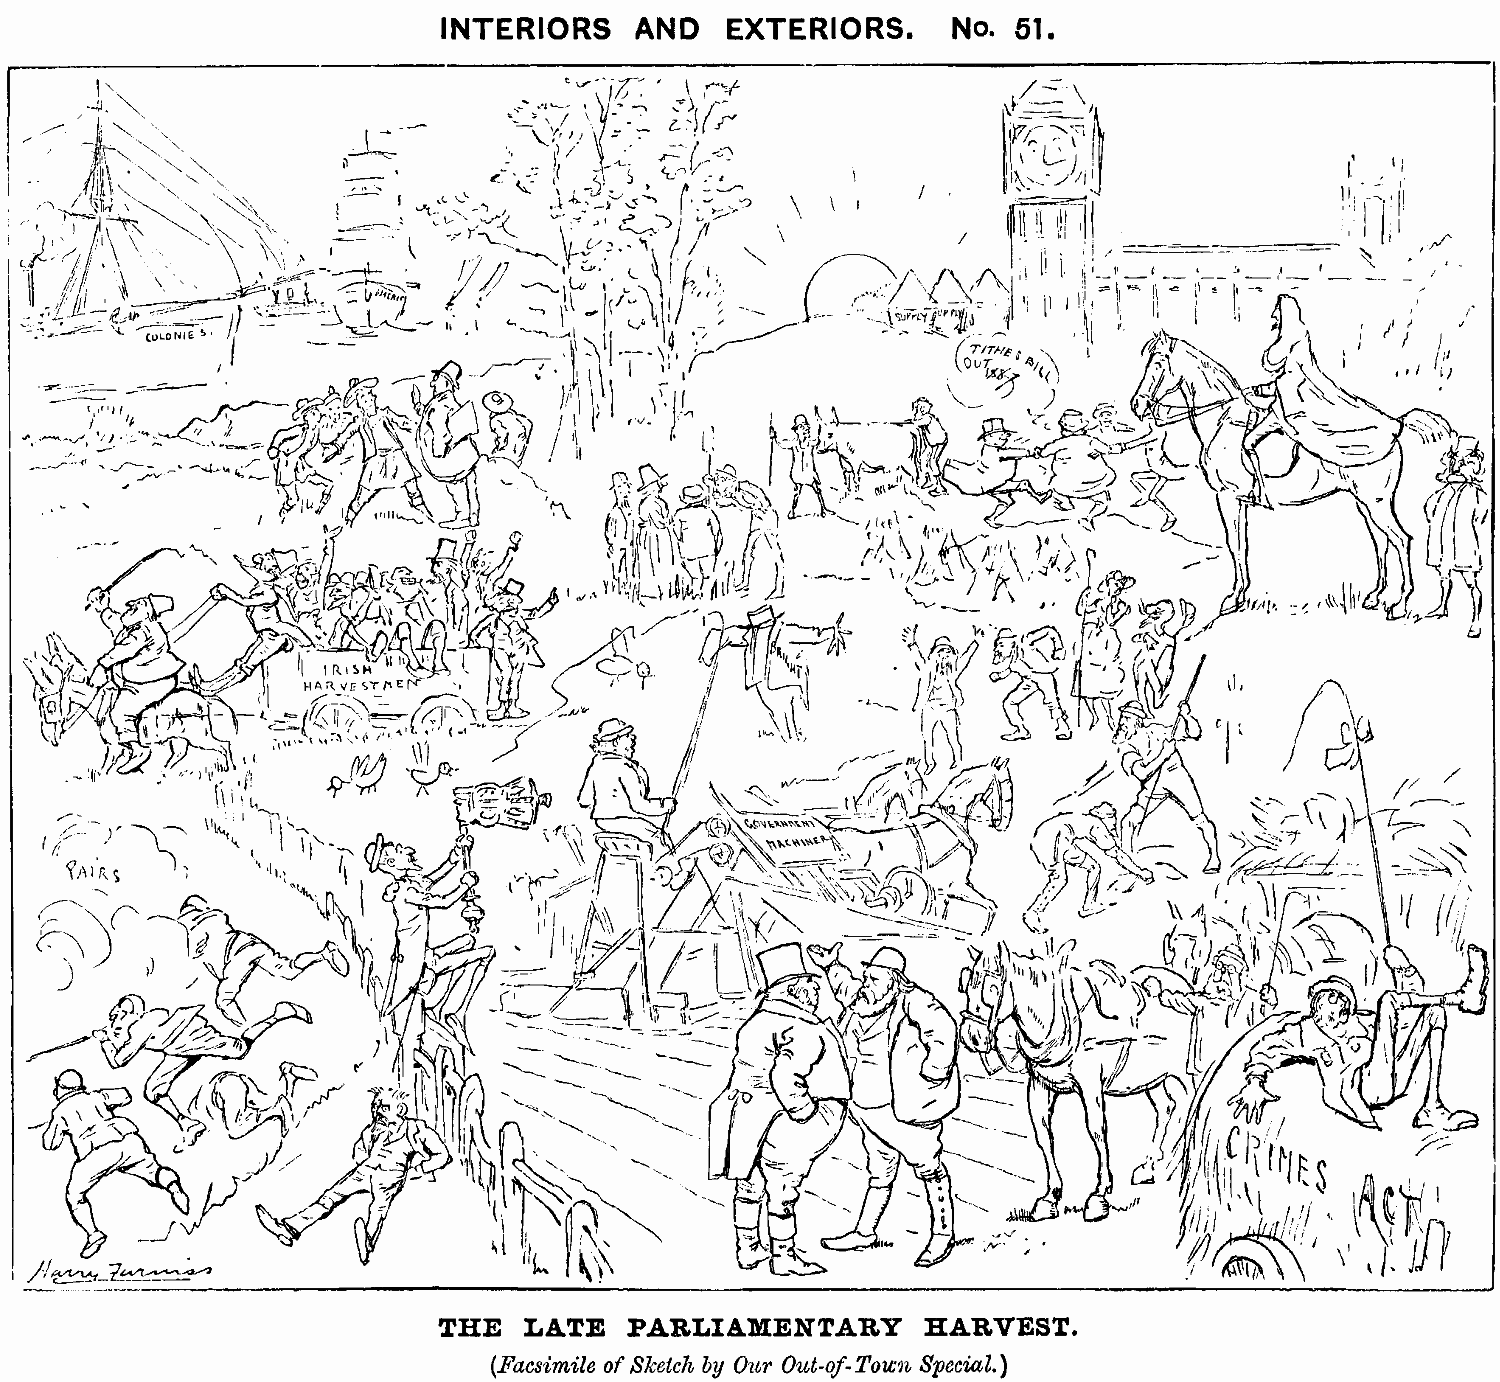 INTERIORS AND EXTERIORS. No. 51.
COLONIES.
SUPPLY SUPPLY
TITHES BILL
OUT
1887
IRISH
HARVESTMEN
GOVERNMENT
MACHINERY
PAIRS
CRIMES
ACT
Harry Furniss
THE LATE PARLIAMENTARY HARVEST.
(Facsimile of Sketch by Our Out-of-Town Special.)